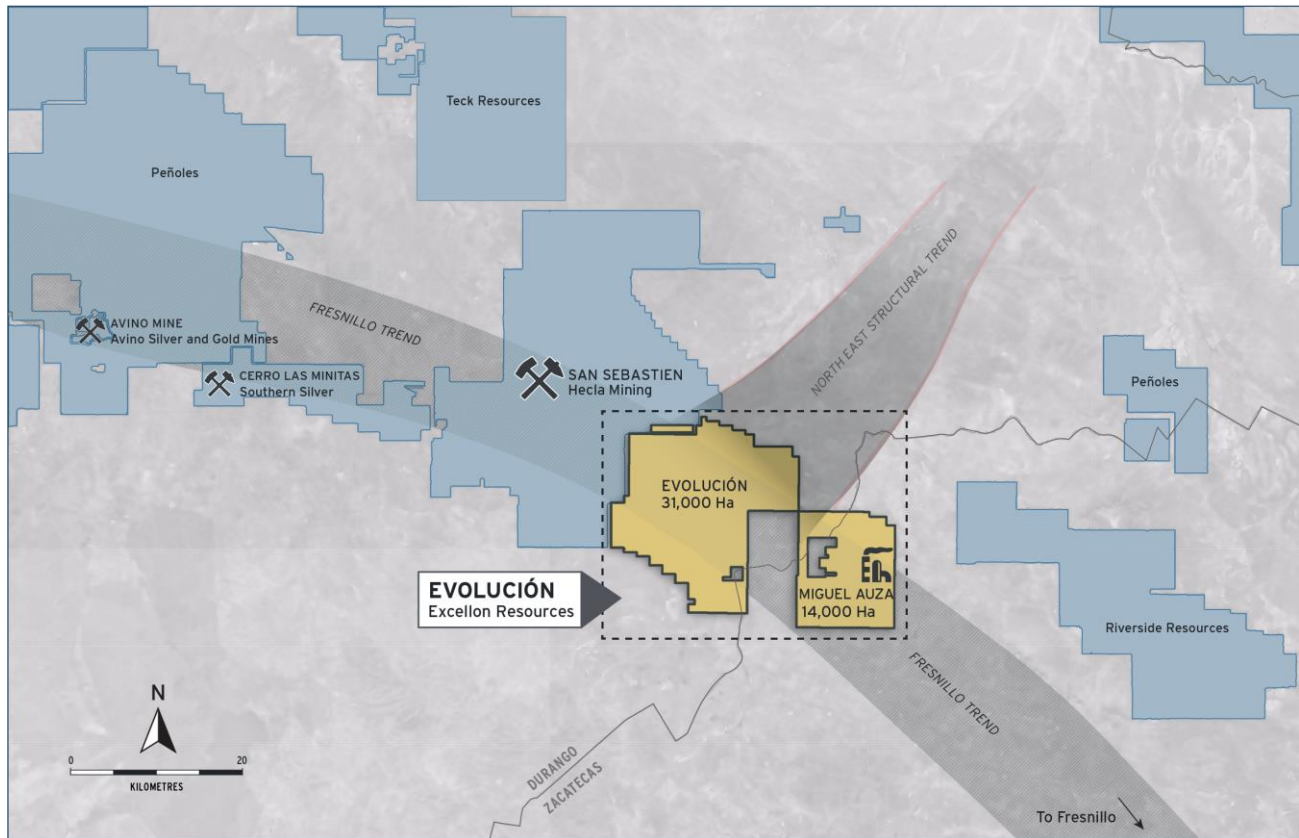 Teck Resources
Peñoles
FRESNILLO TREND
NORTH EAST STRUCTURAL TREND
AVINO MINE
Avino Silver and Gold Mines
CERRO LAS MINITAS
Southern Silver
SAN SEBASTIEN
Hecla Mining
Peñoles
EVOLUCIÓN
31,000 Ha
EVOLUCIÓN
Excellon Resources
MIGUEL AUZA
14,000 Ha
Riverside Resources
FRESNILLO TREND
N
0 20
KILOMETRES
DURANGO
ZACATECAS
To Fresnillo